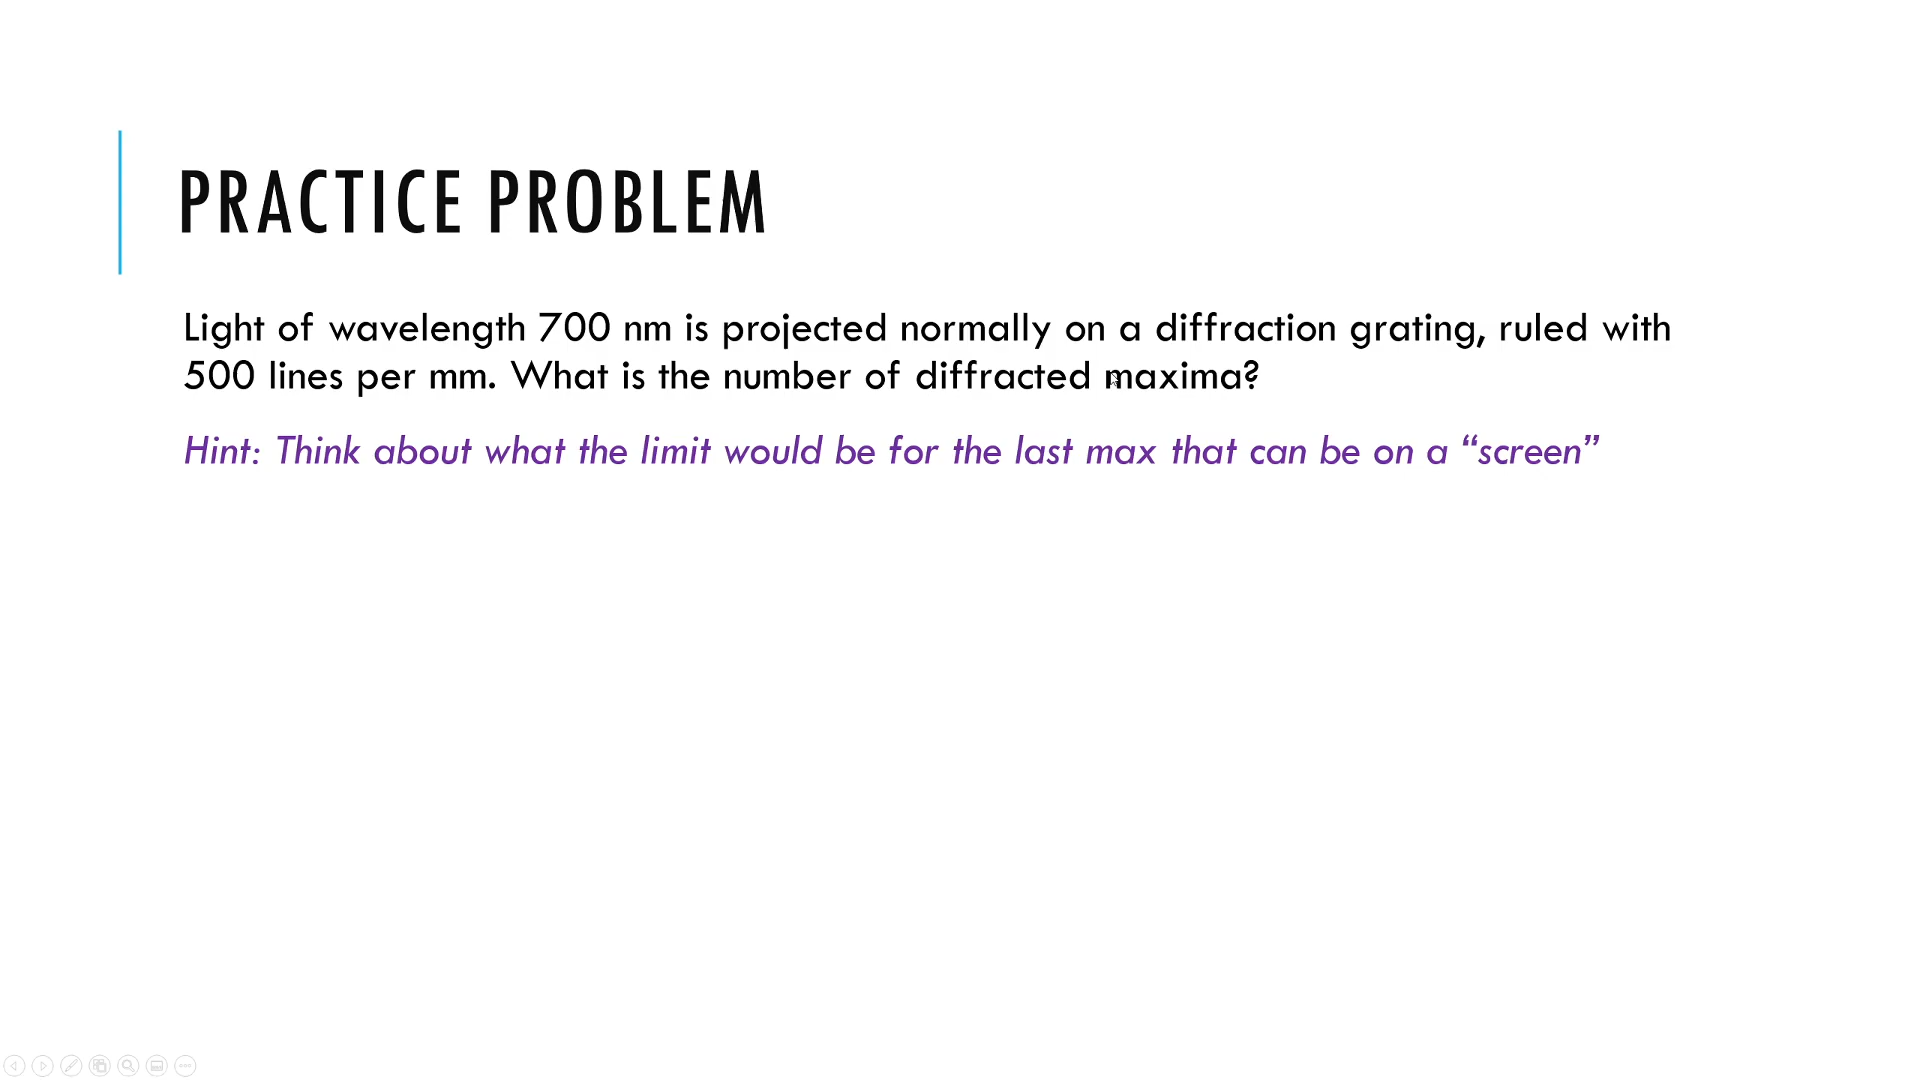 PRACTICE PROBLEM
Light of wavelength 700 nm is projected normally on a diffraction grating, ruled with
500 lines per mm. What is the number of diffracted maxima?
Hint: Think about what the limit would be for the last max that can be on a “screen”